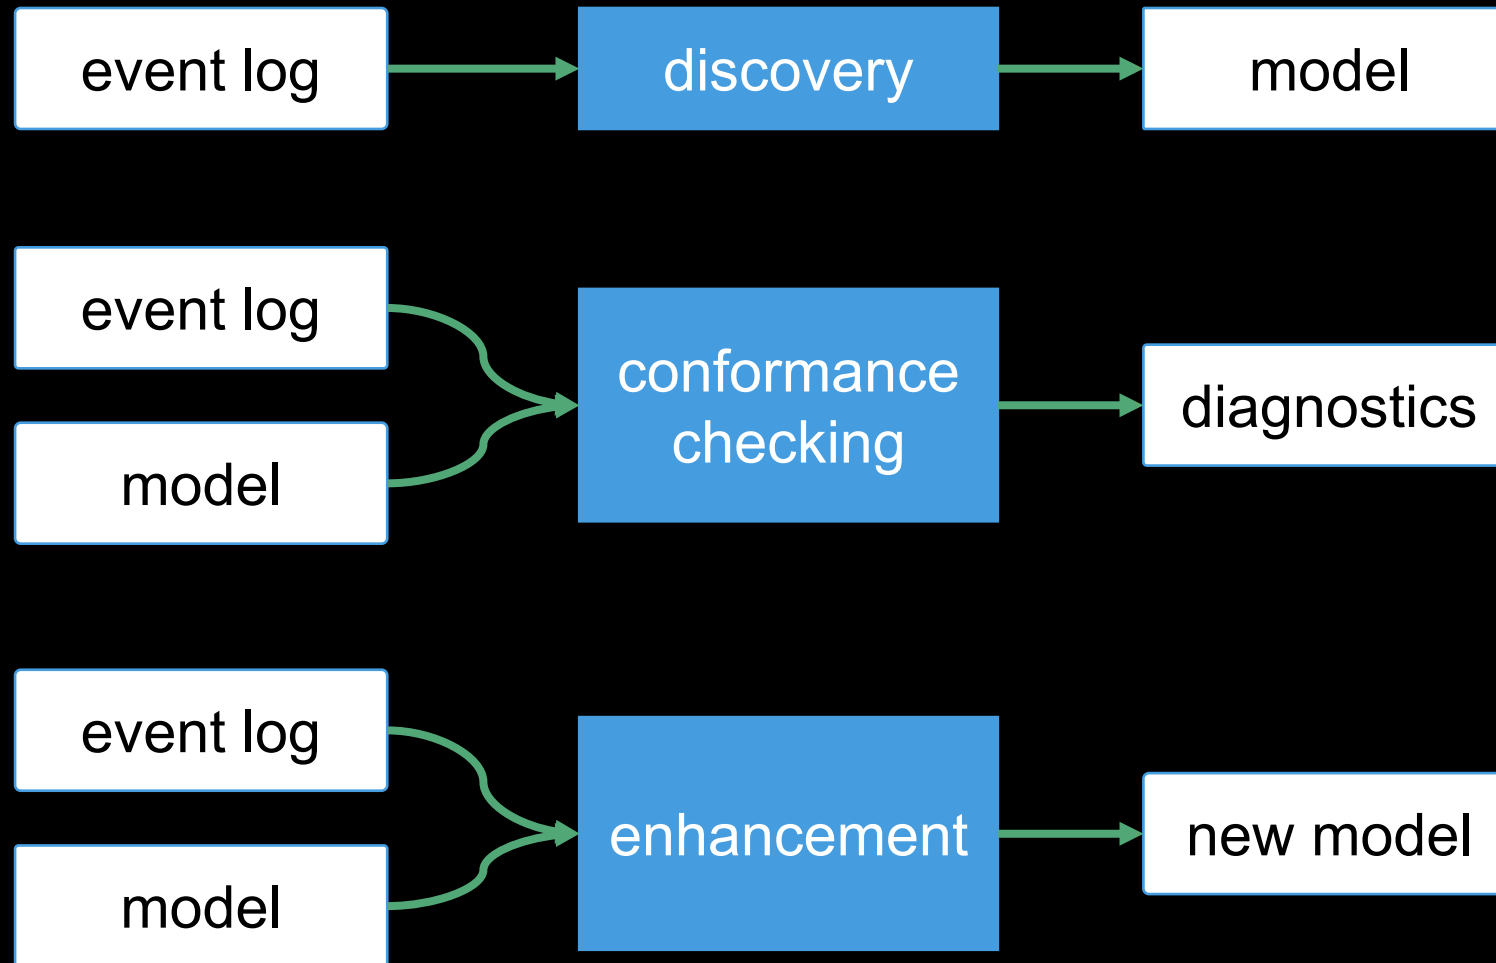 event log
discovery
model
event log
model
conformance
checking
diagnostics
event log
model
enhancement
new model